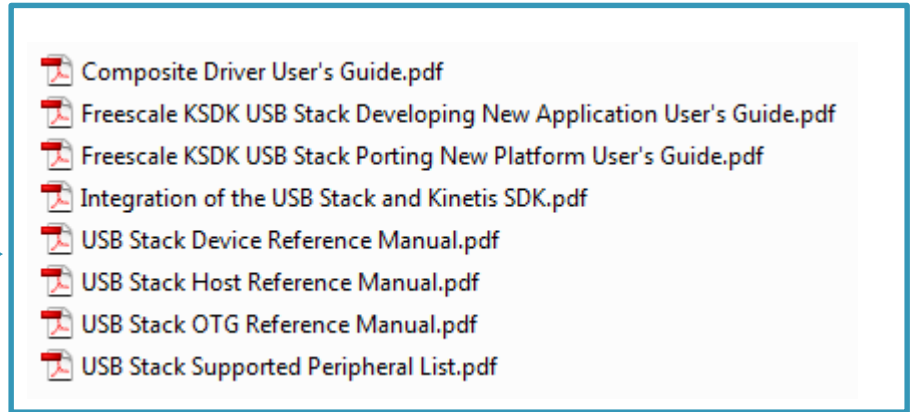 Composite Driver User's Guide.pdf
Freescale KSDK USB Stack Developing New Application User's Guide.pdf
Freescale KSDK USB Stack Porting New Platform User's Guide.pdf
Integration of the USB Stack and Kinetis SDK.pdf
USB Stack Device Reference Manual.pdf
USB Stack Host Reference Manual.pdf
USB Stack OTG Reference Manual.pdf
USB Stack Supported Peripheral List.pdf